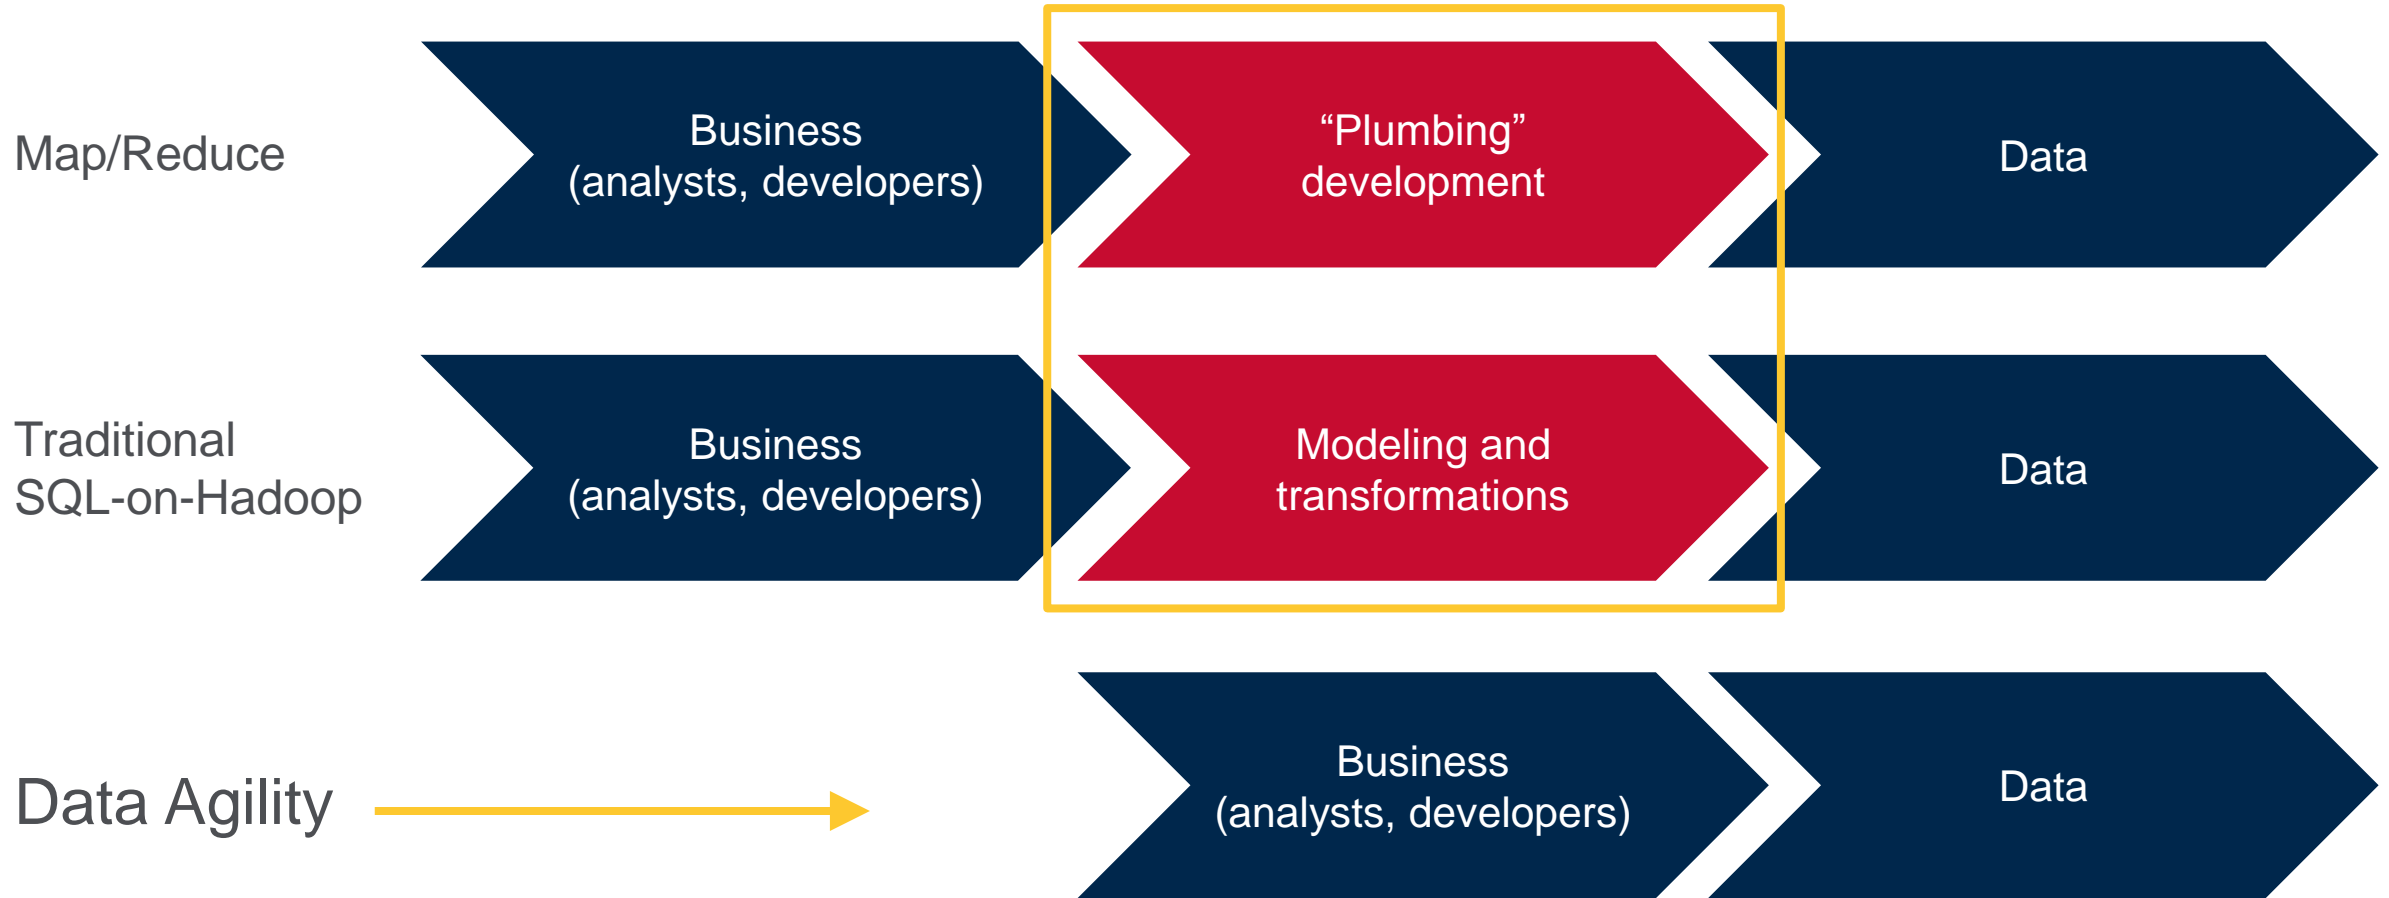 Map/Reduce
Business
(analysts, developers)
“Plumbing”
development
Data
Traditional
SQL-on-Hadoop
Business
(analysts, developers)
Modeling and
transformations
Data
Data Agility
Business
(analysts, developers)
Data